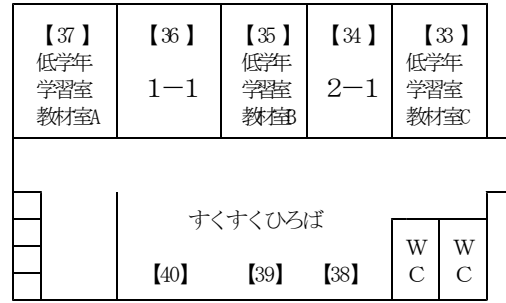 【37】
低学年
学習室
教材室A
【36】
1－1
【35】
低学年
学習室
教材室B
【34】
2－1
【33】
低学年
学習室
教材室C
すくすくひろば
【40】
【39】
【38】
WC
WC